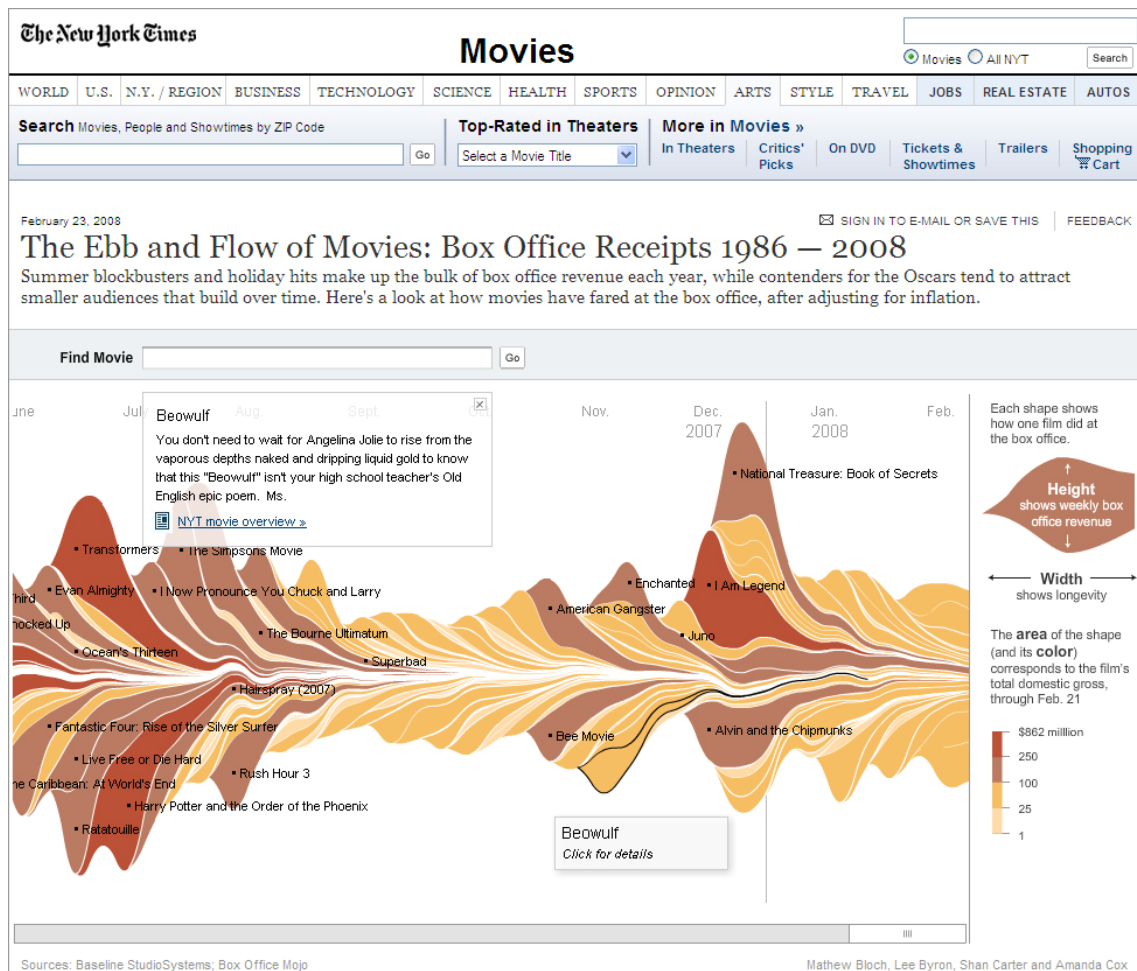 The New York Times
Movies
Movies All NYT Search
WORLD U.S. N.Y. / REGION BUSINESS TECHNOLOGY SCIENCE HEALTH SPORTS OPINION ARTS STYLE TRAVEL JOBS REAL ESTATE AUTOS
Search Movies, People and Showtimes by ZIP Code
Go
Top-Rated in Theaters
Select a Movie Title
More in Movies »
In Theaters
Critics'
Picks
On DVD
Tickets &
Showtimes
Trailers
Shopping
Cart
February 23, 2008
SIGN IN TO E-MAIL OR SAVE THIS FEEDBACK
The Ebb and Flow of Movies: Box Office Receipts 1986 — 2008
Summer blockbusters and holiday hits make up the bulk of box office revenue each year, while contenders for the Oscars tend to attract
smaller audiences that build over time. Here's a look at how movies have fared at the box office, after adjusting for inflation.
Find Movie Go
une July Aug. Sept. Oct. Nov. Dec. Jan. Feb.
2007 2008
Beowulf
You don't need to wait for Angelina Jolie to rise from the
vaporous depths naked and dripping liquid gold to know
that this "Beowulf" isn't your high school teacher's Old
English epic poem. Ms.
NYT movie overview »
National Treasure: Book of Secrets
Transformers
The Simpsons Movie
Enchanted
I Am Legend
Third
Evan Almighty
I Now Pronounce You Chuck and Larry
American Gangster
nocked Up
The Bourne Ultimatum
Juno
Ocean's Thirteen
Superbad
Hairspray (2007)
Fantastic Four: Rise of the Silver Surfer
Bee Movie
Alvin and the Chipmunks
Live Free or Die Hard
Rush Hour 3
ne Caribbean: At World's End
Harry Potter and the Order of the Phoenix
Ratatouille
Beowulf
Click for details
Each shape shows
how one film did at
the box office.
Height
shows weekly box
office revenue
Width
shows longevity
The area of the shape
(and its color)
corresponds to the film's
total domestic gross,
through Feb. 21
$862 million
250
100
25
1
Sources: Baseline StudioSystems; Box Office Mojo
Mathew Bloch, Lee Byron, Shan Carter and Amanda Cox